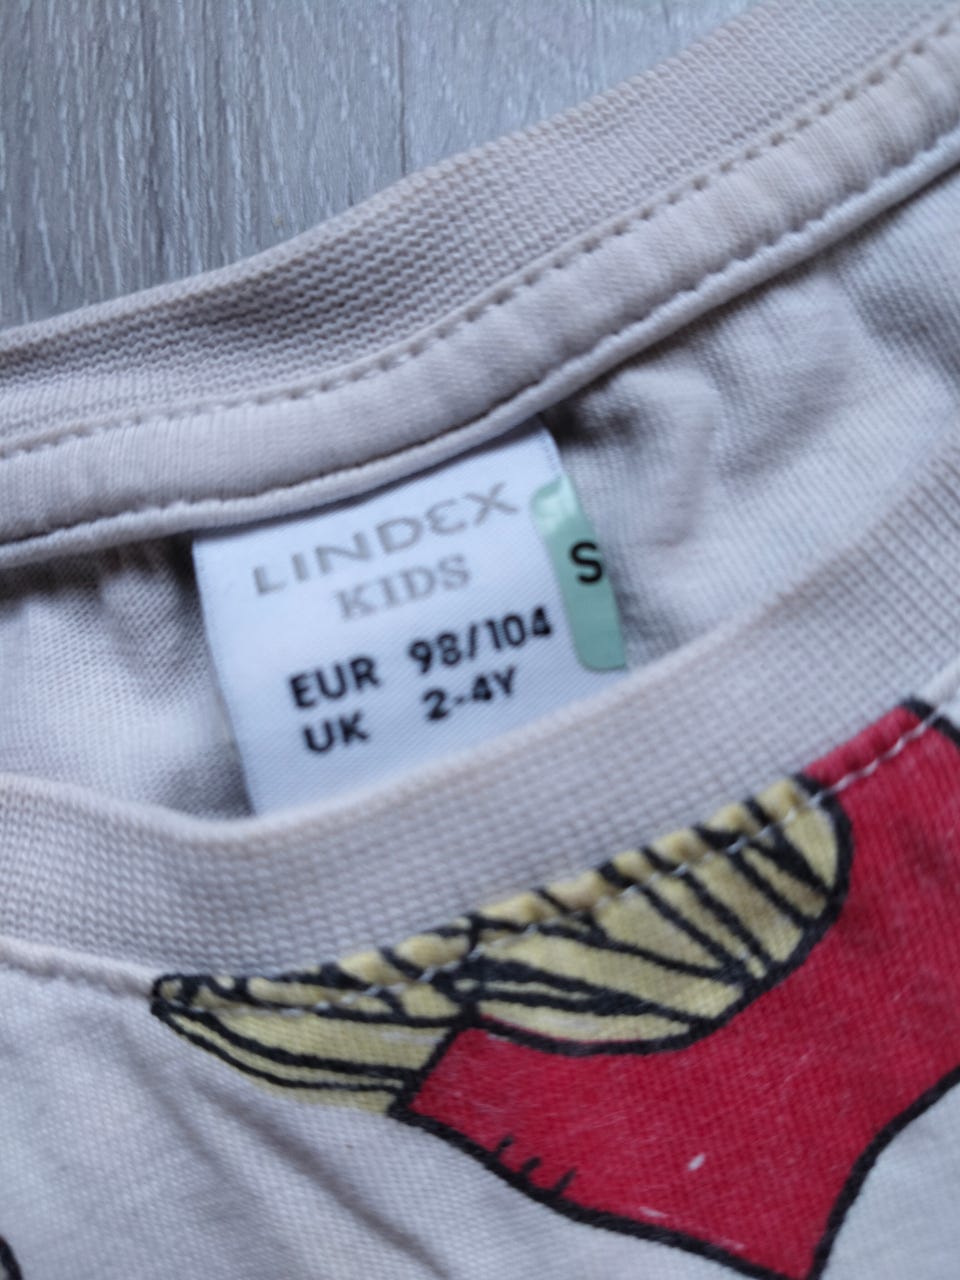 LINDEX
KIDS
EUR 98/104
UK 2-4Y
S